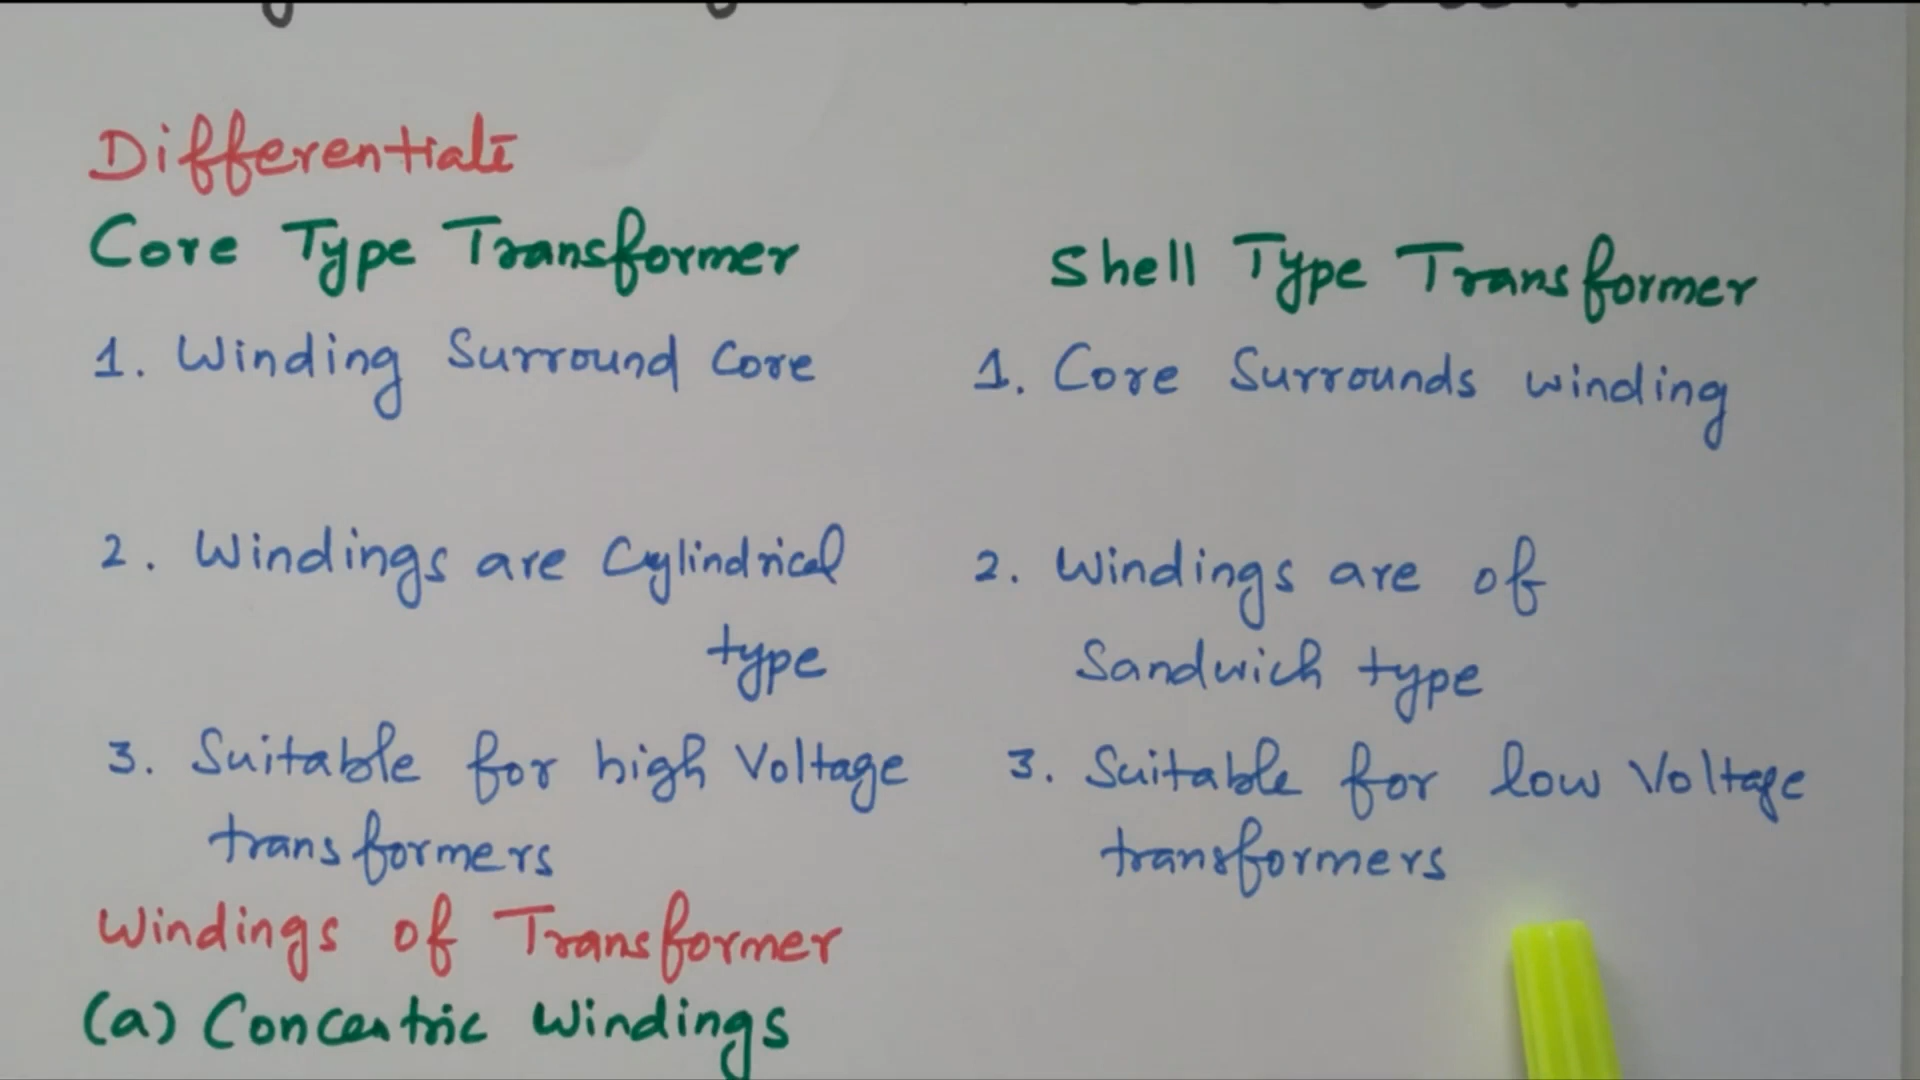 Differentiate
Core Type Transformer
Shell Type Transformer
1. Winding Surround Core
1. Core Surrounds winding
2. Windings are Cylindrical
type
2. Windings are of
Sandwich type
3. Suitable for high Voltage
transformers
3. Suitable for low Voltage
transformers
Windings of Transformer
(a) Concentric Windings